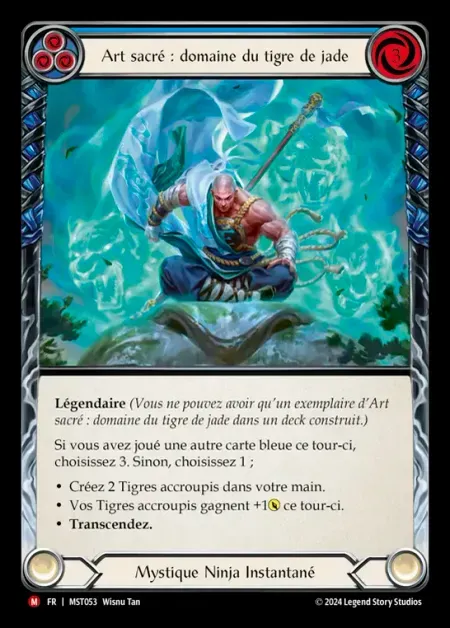 Art sacré : domaine du tigre de jade
3
Légendaire (Vous ne pouvez avoir qu'un exemplaire d'Art
sacré : domaine du tigre de jade dans un deck construit.)
Si vous avez joué une autre carte bleue ce tour-ci,
choisissez 3. Sinon, choisissez 1 ;
• Créez 2 Tigres accroupis dans votre main.
• Vos Tigres accroupis gagnent +1 ce tour-ci.
• Transcendez.
Mystique Ninja Instantané
M FR | MST053 Wisnu Tan © 2024 Legend Story Studios